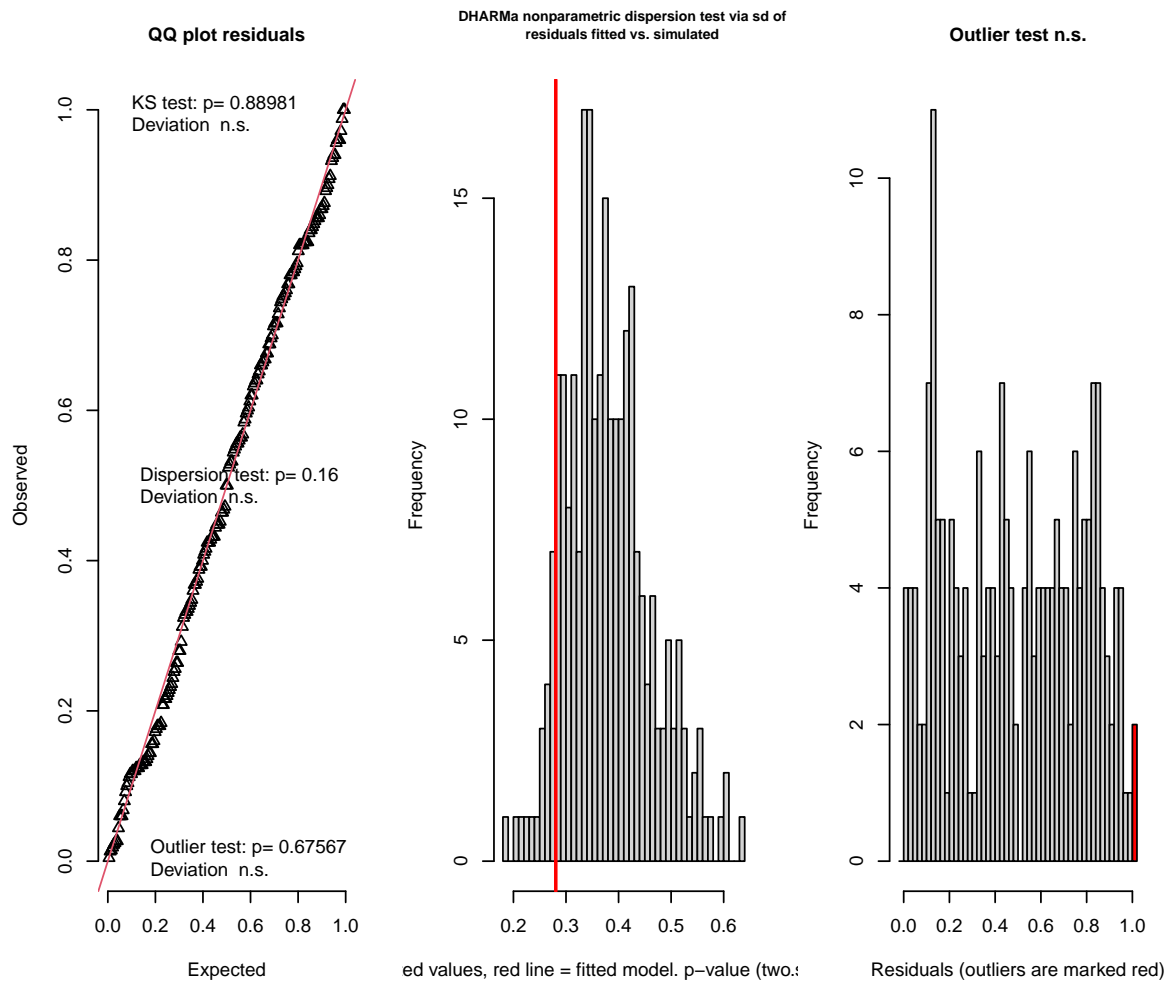 QQ plot residuals
KS test: p= 0.88981
Deviation n.s.
Dispersion test: p= 0.16
Deviation n.s.
Outlier test: p= 0.67567
Deviation n.s.
Observed
1.0
0.8
0.6
0.4
0.2
0.0
0.0 0.2 0.4 0.6 0.8 1.0
Expected
DHARMa nonparametric dispersion test via sd of
residuals fitted vs. simulated
Frequency
15
10
5
0
0.2 0.3 0.4 0.5 0.6
ed values, red line = fitted model. p−value (two.s
Outlier test n.s.
Frequency
10
8
6
4
2
0
0.0 0.2 0.4 0.6 0.8 1.0
Residuals (outliers are marked red)